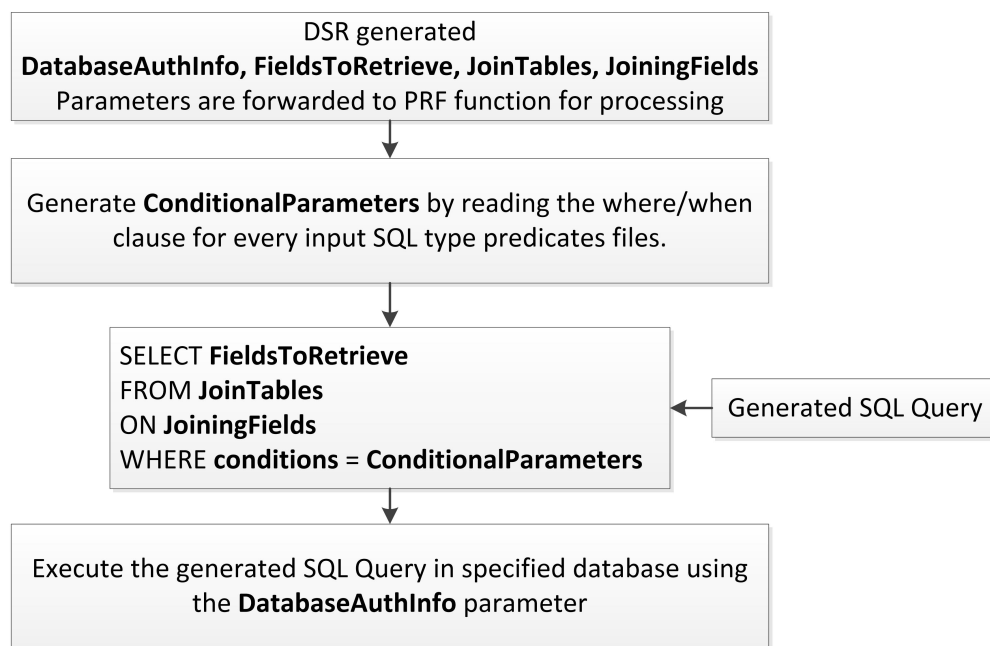 DSR generated
DatabaseAuthInfo, FieldsToRetrieve, JoinTables, JoiningFields
Parameters are forwarded to PRF function for processing
Generate ConditionalParameters by reading the where/when
clause for every input SQL type predicates files.
SELECT FieldsToRetrieve
FROM JoinTables
ON JoiningFields
WHERE conditions = ConditionalParameters
Generated SQL Query
Execute the generated SQL Query in specified database using
the DatabaseAuthInfo parameter